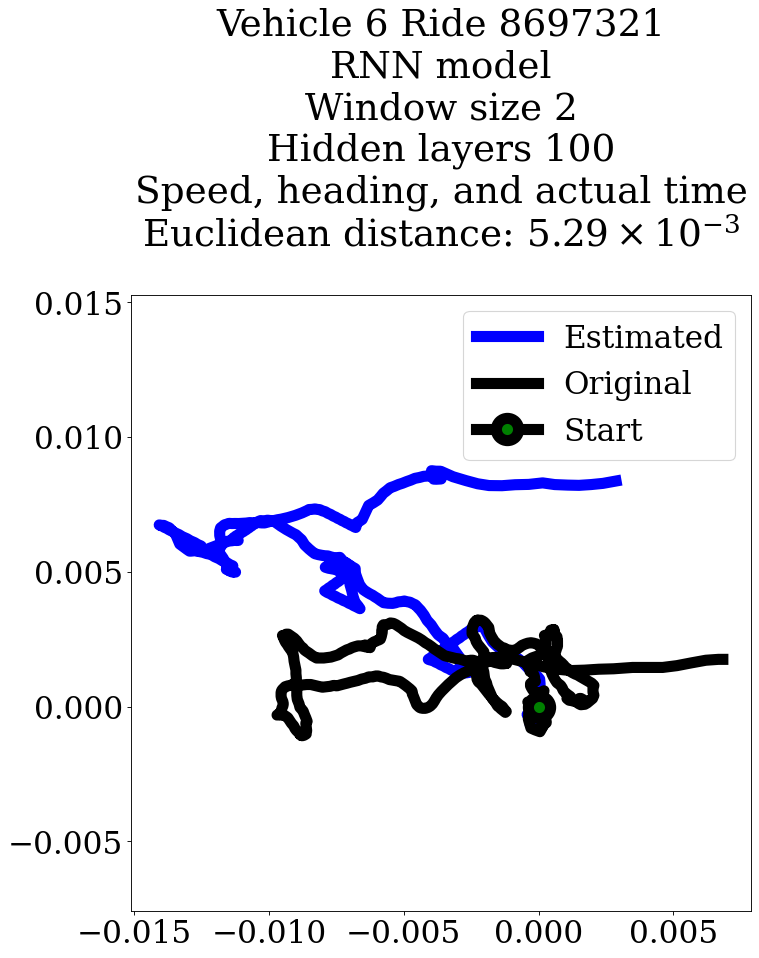 Vehicle 6 Ride 8697321
RNN model
Window size 2
Hidden layers 100
Speed, heading, and actual time
Euclidean distance: 5.29 × 10⁻³
0.015
0.010
0.005
0.000
−0.005
Estimated
Original
Start
−0.015 −0.010 −0.005 0.000 0.005